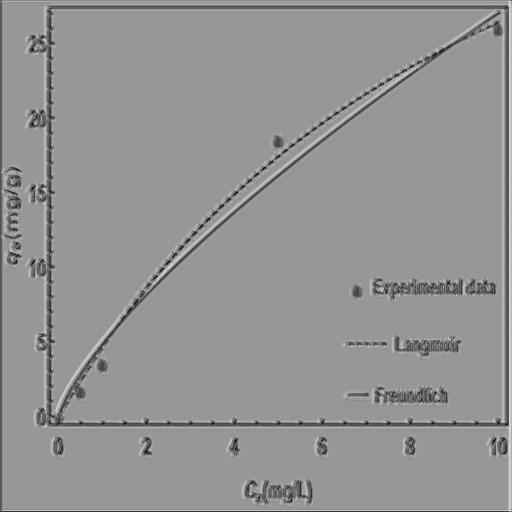 25
20
15
10
5
0
qₑ(mg/g)
Experimental data
Langmuir
Freundlich
0 2 4 6 8 10
(mg/L)